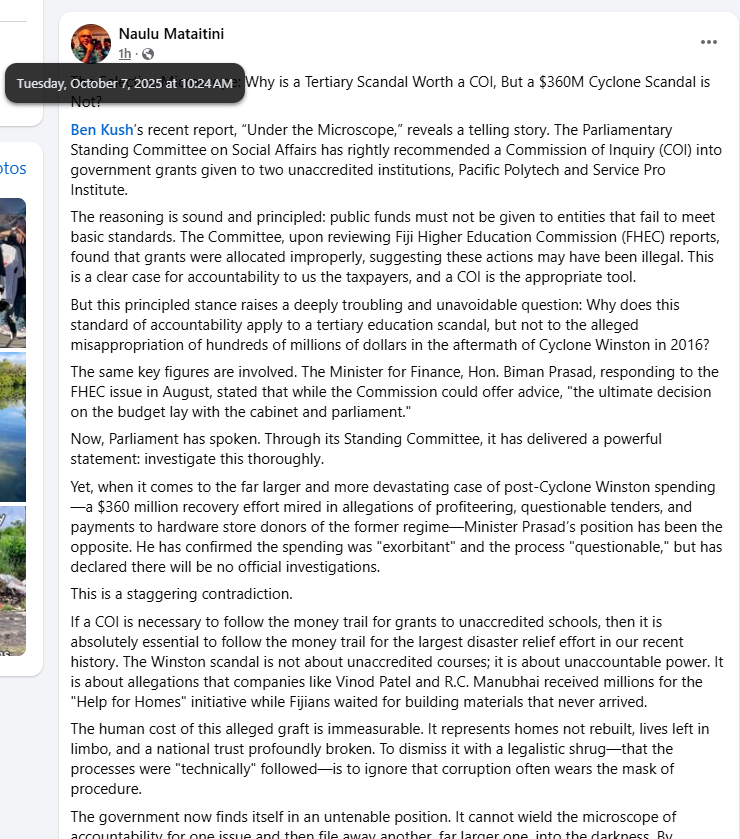 Naulu Mataitini
1h ·
Tuesday, October 7, 2025 at 10:24 AM
Why is a Tertiary Scandal Worth a COI, But a $360M Cyclone Scandal is
Not?
Ben Kush's recent report, “Under the Microscope,” reveals a telling story. The Parliamentary
Standing Committee on Social Affairs has rightly recommended a Commission of Inquiry (COI) into
government grants given to two unaccredited institutions, Pacific Polytech and Service Pro
Institute.
The reasoning is sound and principled: public funds must not be given to entities that fail to meet
basic standards. The Committee, upon reviewing Fiji Higher Education Commission (FHEC) reports,
found that grants were allocated improperly, suggesting these actions may have been illegal. This
is a clear case for accountability to us the taxpayers, and a COI is the appropriate tool.
But this principled stance raises a deeply troubling and unavoidable question: Why does this
standard of accountability apply to a tertiary education scandal, but not to the alleged
misappropriation of hundreds of millions of dollars in the aftermath of Cyclone Winston in 2016?
The same key figures are involved. The Minister for Finance, Hon. Biman Prasad, responding to the
FHEC issue in August, stated that while the Commission could offer advice, "the ultimate decision
on the budget lay with the cabinet and parliament."
Now, Parliament has spoken. Through its Standing Committee, it has delivered a powerful
statement: investigate this thoroughly.
Yet, when it comes to the far larger and more devastating case of post-Cyclone Winston spending
—a $360 million recovery effort mired in allegations of profiteering, questionable tenders, and
payments to hardware store donors of the former regime—Minister Prasad's position has been the
opposite. He has confirmed the spending was "exorbitant" and the process "questionable," but has
declared there will be no official investigations.
This is a staggering contradiction.
If a COI is necessary to follow the money trail for grants to unaccredited schools, then it is
absolutely essential to follow the money trail for the largest disaster relief effort in our recent
history. The Winston scandal is not about unaccredited courses; it is about unaccountable power. It
is about allegations that companies like Vinod Patel and R.C. Manubhai received millions for the
"Help for Homes" initiative while Fijians waited for building materials that never arrived.
The human cost of this alleged graft is immeasurable. It represents homes not rebuilt, lives left in
limbo, and a national trust profoundly broken. To dismiss it with a legalistic shrug—that the
processes were "technically" followed—is to ignore that corruption often wears the mask of
procedure.
The government now finds itself in an untenable position. It cannot wield the microscope of
accountability for one issue and then file away another, far larger one, into the darkness. By
otos